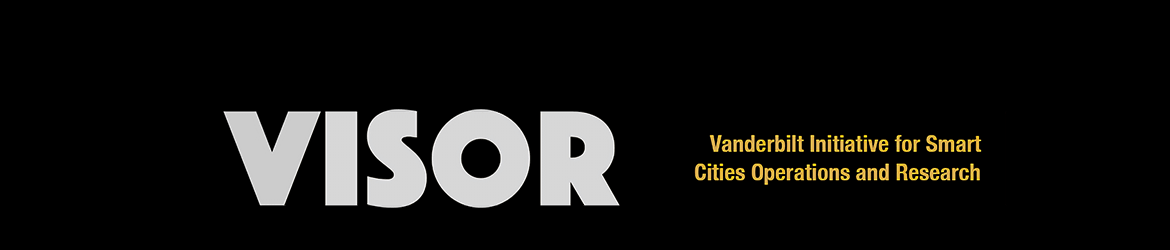 VISOR
Vanderbilt Initiative for Smart
Cities Operations and Research